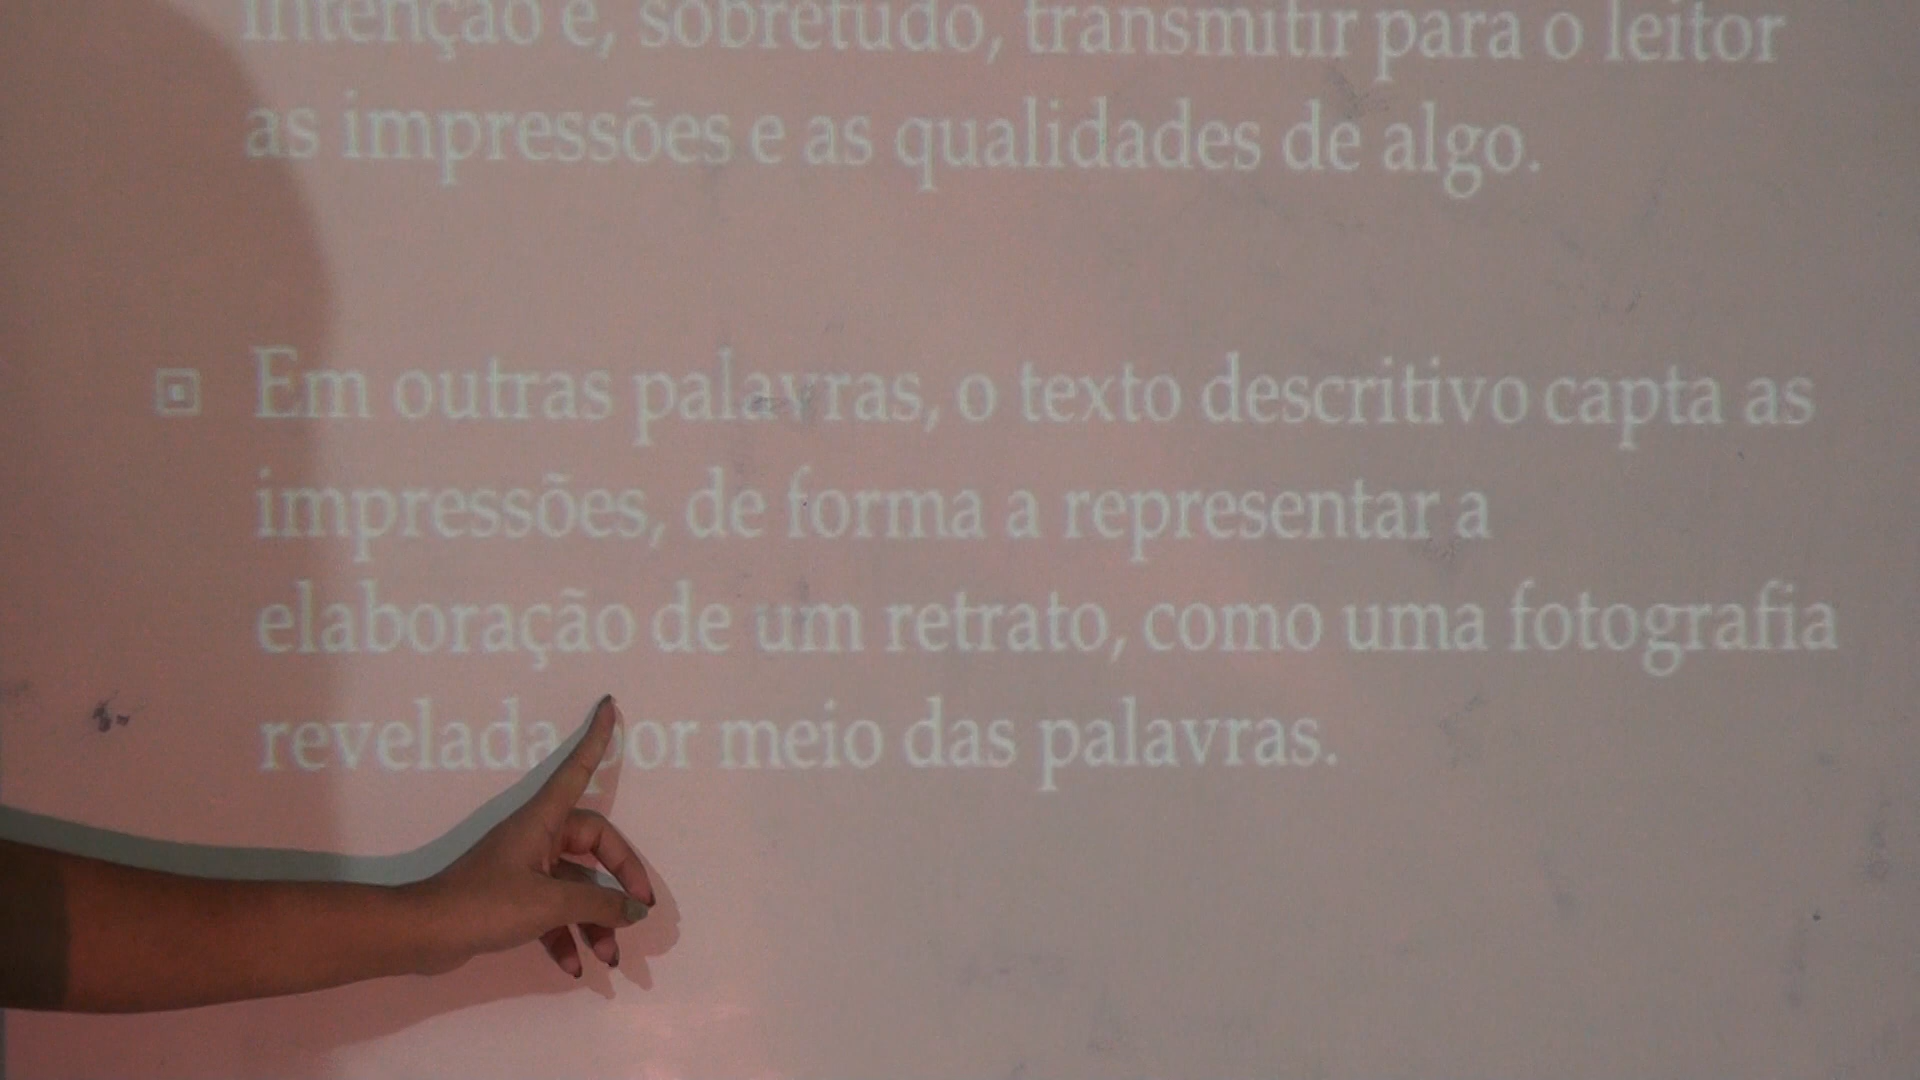 intenção é, sobretudo, transmitir para o leitor
as impressões e as qualidades de algo.
Em outras palavras, o texto descritivo capta as
impressões, de forma a representar a
elaboração de um retrato, como uma fotografia
revelada por meio das palavras.